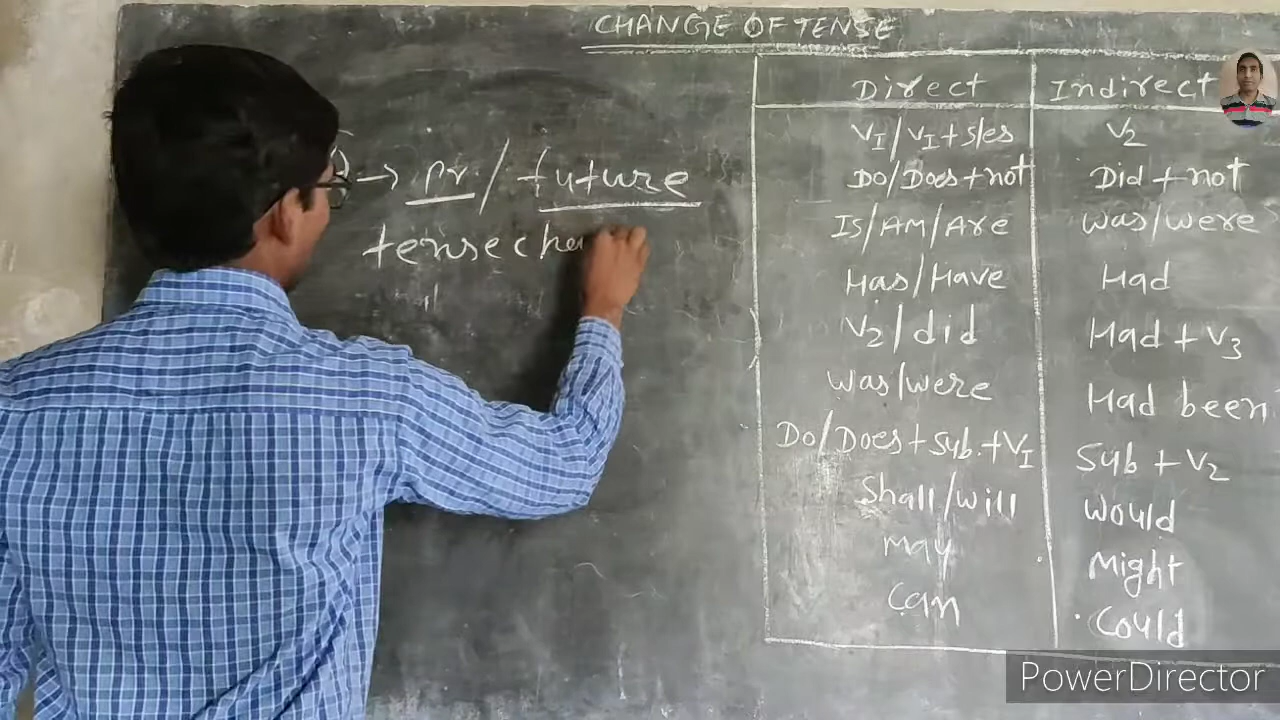 CHANGE OF TENSE
→ Pr. / future
tense cha
Direct Indirect
V1/V1+s/es V2
Do/Does+not Did+not
Is/AM/Are was/were
Has/Have Had
V2/did Had + V3
was/were Had been
Do/Does+Sub.+V1 Sub + V2
Shall/will would
May Might
Can Could
PowerDirector